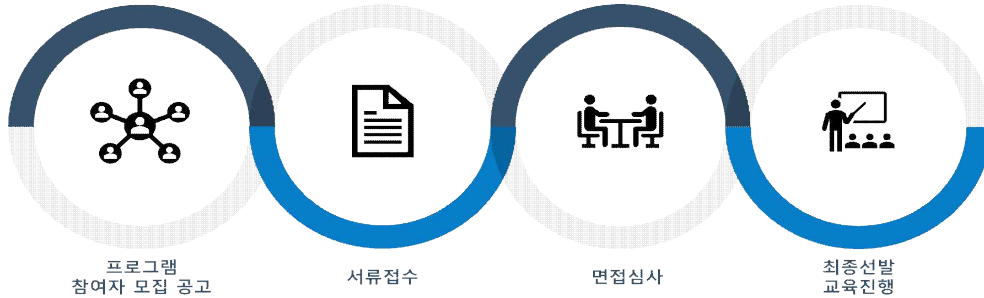 프로그램
참여자 모집 공고
서류접수
면접심사
최종선발
교육진행